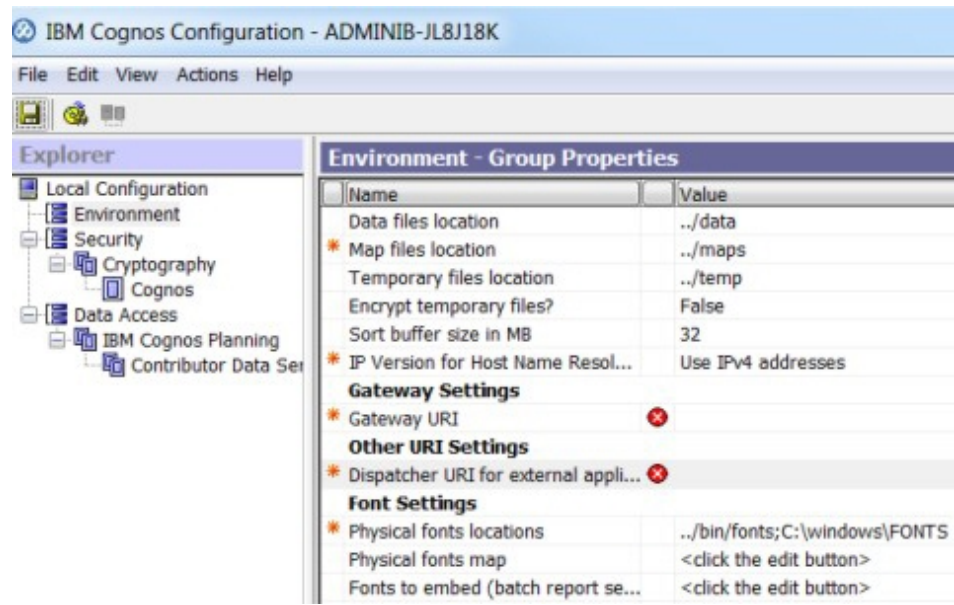 IBM Cognos Configuration - ADMINIB-JL8J18K
File Edit View Actions Help
Explorer
Local Configuration
Environment
Security
Cryptography
Cognos
Data Access
IBM Cognos Planning
Contributor Data Ser
Environment - Group Properties
Name Value
Data files location ../data
* Map files location ../maps
Temporary files location ../temp
Encrypt temporary files? False
Sort buffer size in MB 32
* IP Version for Host Name Resol... Use IPv4 addresses
Gateway Settings
* Gateway URI
Other URI Settings
* Dispatcher URI for external appli...
Font Settings
* Physical fonts locations ../bin/fonts;C:\windows\FONTS
Physical fonts map <click the edit button>
Fonts to embed (batch report se... <click the edit button>